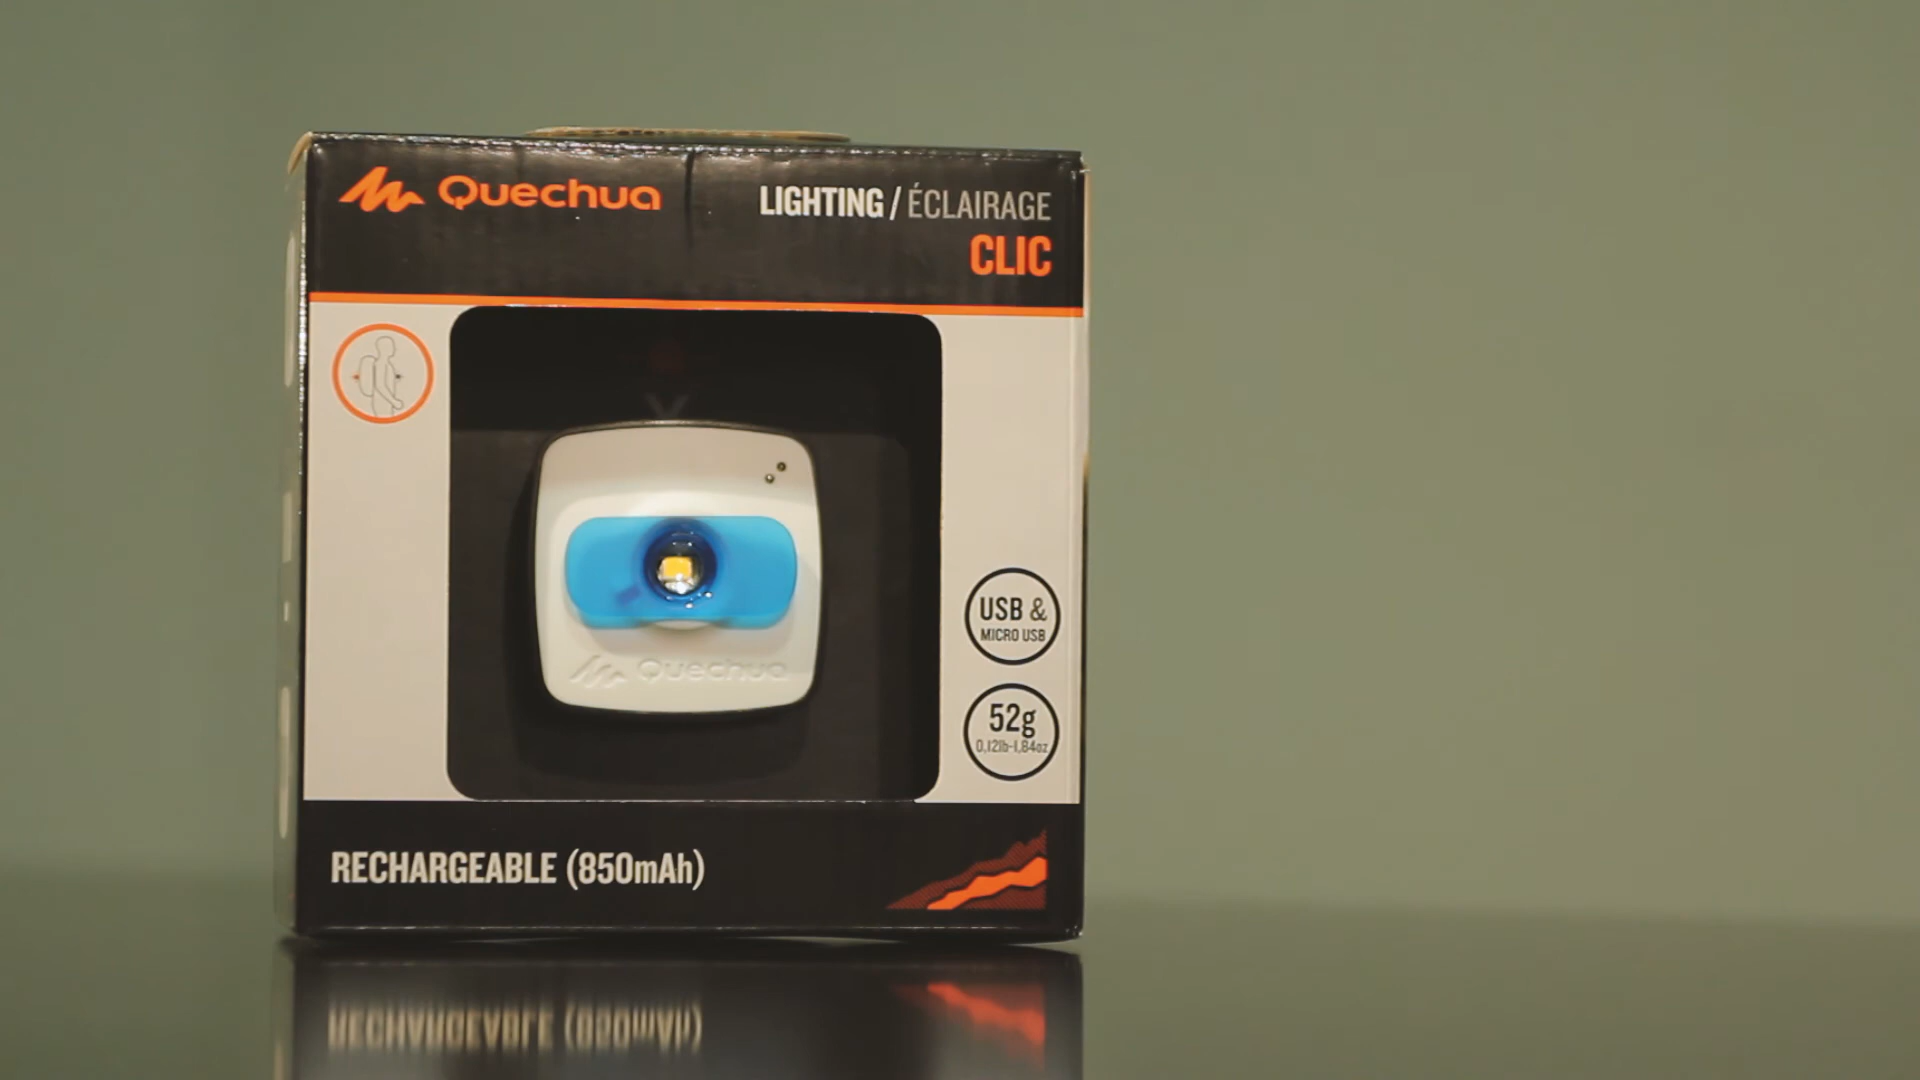 Quechua
LIGHTING / ÉCLAIRAGE
CLIC
Quechua
USB &
MICRO USB
52g
0,12lb-1,84oz
RECHARGEABLE (850mAh)